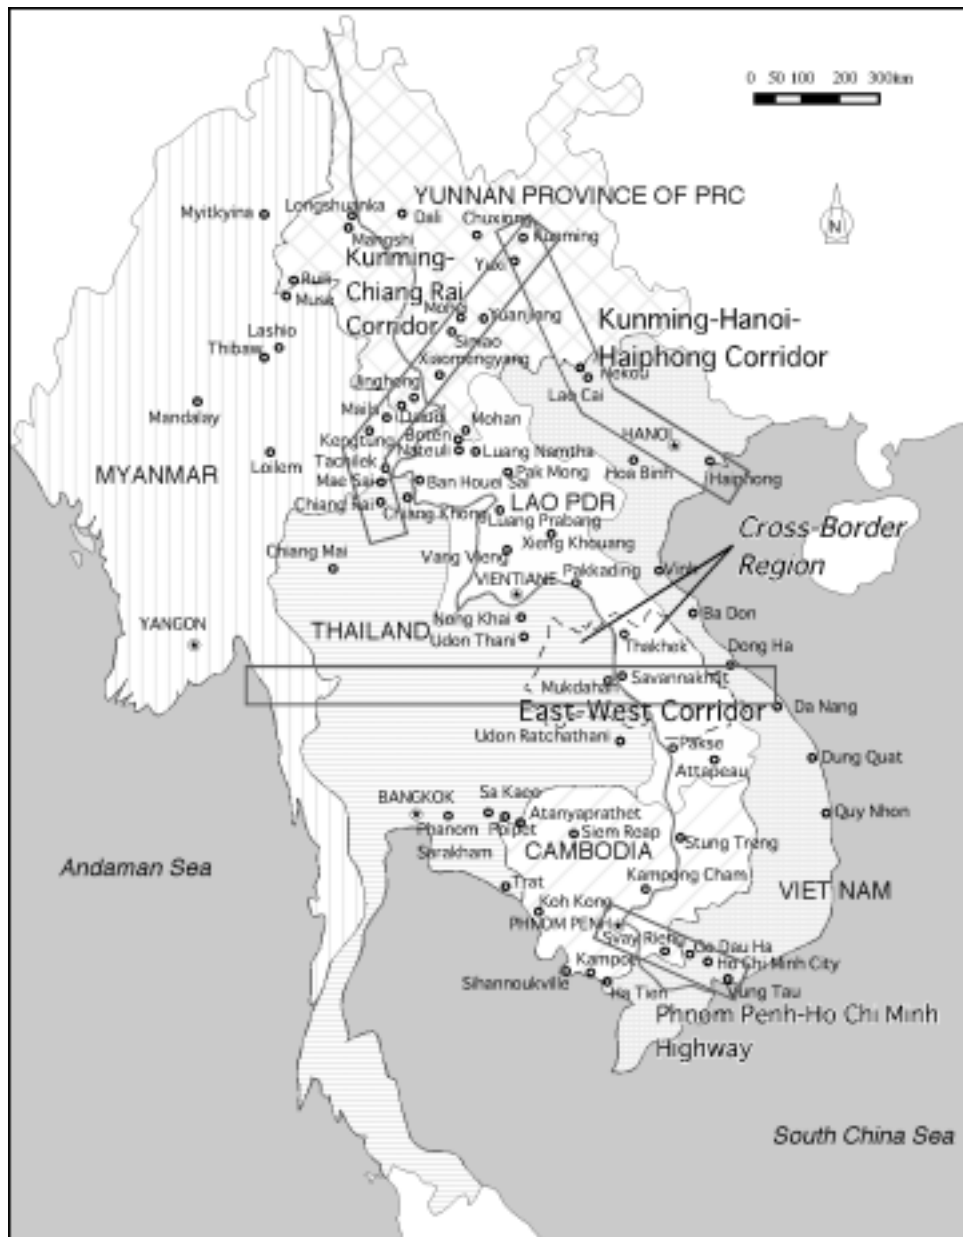 0 50 100 200 300km
YUNNAN PROVINCE OF PRC
Myitkyina
Longshuanka
Dali
Chuxiong
Kunming
Mangshi
N
Kunming-
Chiang Rai
Corridor
Yuxi
Ruili
Muse
Yuanjiang
Kunming-Hanoi-
Haiphong Corridor
Lashio
Thibaw
Simao
Xiaomengyang
Jinghong
Lao Cai
Mandalay
Mohan
HANOI
Kengtung
Boten
Nateuli
Luang Namtha
MYANMAR
Loilem
Tachilek
Pak Mong
Hoa Binh
Haiphong
Mae Sai
Ban Houei Sai
LAO PDR
Chiang Rai
Chiang Khong
Luang Prabang
Cross-Border
Region
Xieng Khouang
Chiang Mai
Vang Vieng
Pakkading
Vinh
VIENTIANE
Nong Khai
Ba Don
YANGON
THAILAND
Udon Thani
Thakhek
Dong Ha
Mukdahan
Savannakhot
East-West Corridor
Da Nang
Udon Ratchathani
Pakse
Attapeau
Dung Quat
BANGKOK
Sa Kaeo
Atanyaprathet
Phanom
Poipet
Siem Reap
Quy Nhon
Sarakham
CAMBODIA
Stung Treng
Andaman Sea
Trat
Kampong Cham
VIET NAM
Koh Kong
PHNOM PENH
Svay Rieng
Go Dau Ha
Ho Chi Minh City
Kampot
Sihannoukville
Ha Tien
Vung Tau
Phnom Penh-Ho Chi Minh
Highway
South China Sea